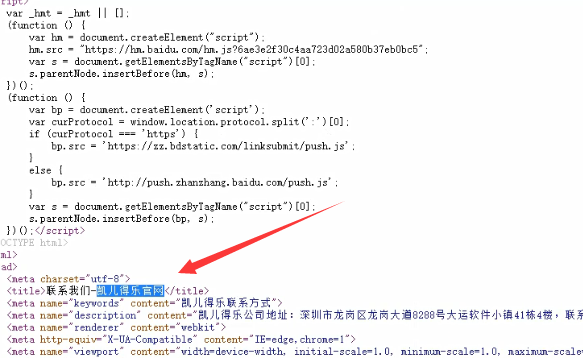 ript>
var _hmt = _hmt || [];
(function () {
var hm = document.createElement("script");
hm.src = "https://hm.baidu.com/hm.js?6ae3e2f30c4aa723d02a580b37eb0bc5";
var s = document.getElementsByTagName("script")[0];
s.parentNode.insertBefore(hm, s);
})();
(function () {
var bp = document.createElement('script');
var curProtocol = window.location.protocol.split(':')[0];
if (curProtocol === 'https') {
bp.src = 'https://zz.bdstatic.com/linksubmit/push.js';
}
else {
bp.src = 'http://push.zhanzhang.baidu.com/push.js';
}
var s = document.getElementsByTagName("script")[0];
s.parentNode.insertBefore(bp, s);
})();</script>
OCTYPE html>
ml>
ad>
<meta charset="utf-8">
<title>联系我们-凯儿得乐官网</title>
<meta name="keywords" content="凯儿得乐联系方式">
<meta name="description" content="凯儿得乐公司地址：深圳市龙岗区龙岗大道8288号大运软件小镇41栋4楼，联系
<meta name="renderer" content="webkit">
<meta http-equiv="X-UA-Compatible" content="IE=edge,chrome=1">
<meta name="viewport" content="width=device-width, initial-scale=1.0, maximum-scale=